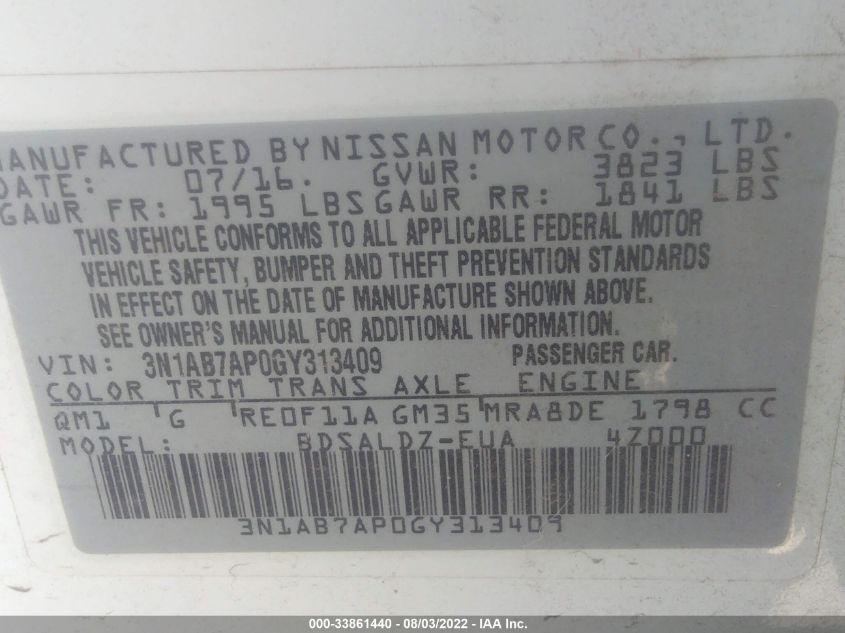 MANUFACTURED BY NISSAN MOTOR CO., LTD.
DATE: 07/16. GVWR: 3823 LBS
GAWR FR: 1995 LBS GAWR RR: 1841 LBS
THIS VEHICLE CONFORMS TO ALL APPLICABLE FEDERAL MOTOR
VEHICLE SAFETY, BUMPER AND THEFT PREVENTION STANDARDS
IN EFFECT ON THE DATE OF MANUFACTURE SHOWN ABOVE.
SEE OWNER'S MANUAL FOR ADDITIONAL INFORMATION.
VIN: 3N1AB7AP0GY313409 PASSENGER CAR.
COLOR TRIM TRANS AXLE ENGINE
QM1 G RE0F11A GM35 MRA8DE 1798 CC
MODEL: BDSALDZ-EUA 4Z000
3N1AB7AP0GY313409
000-33861440 - 08/03/2022 - IAA Inc.